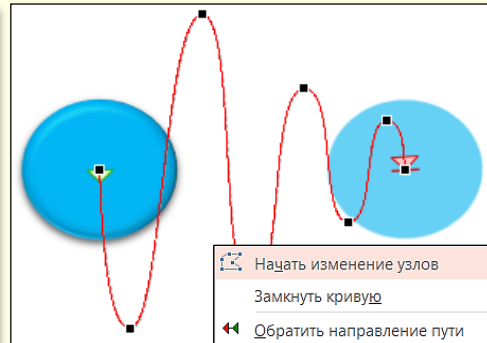 Начать изменение узлов
Замкнуть кривую
Обратить направление пути